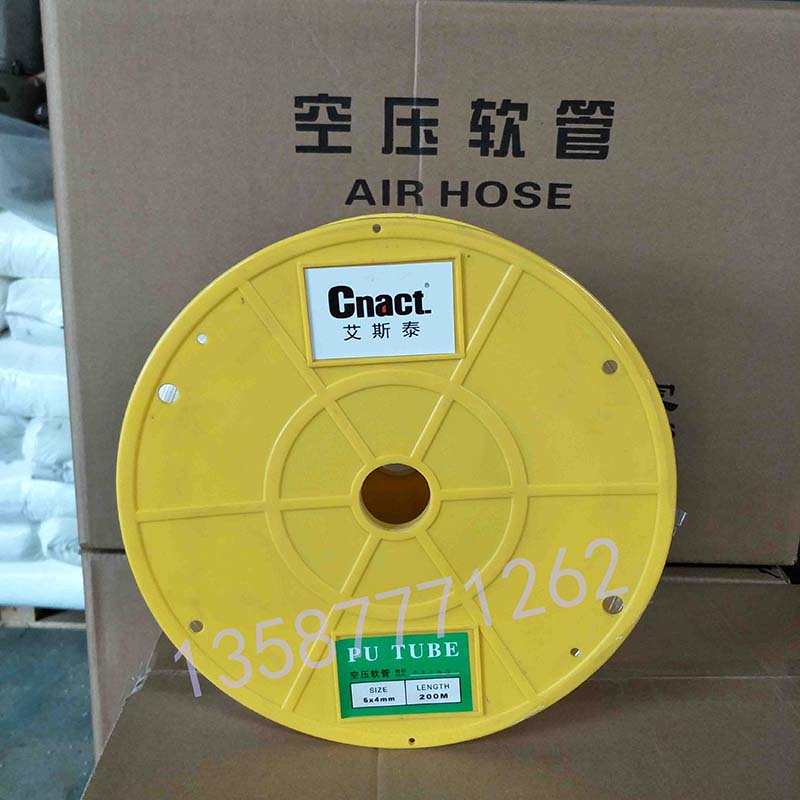 空压软管
AIR HOSE
Cnact.®
艾斯泰
13587771262
PU TUBE
空压软管
SIZE LENGTH
6x4mm 200M